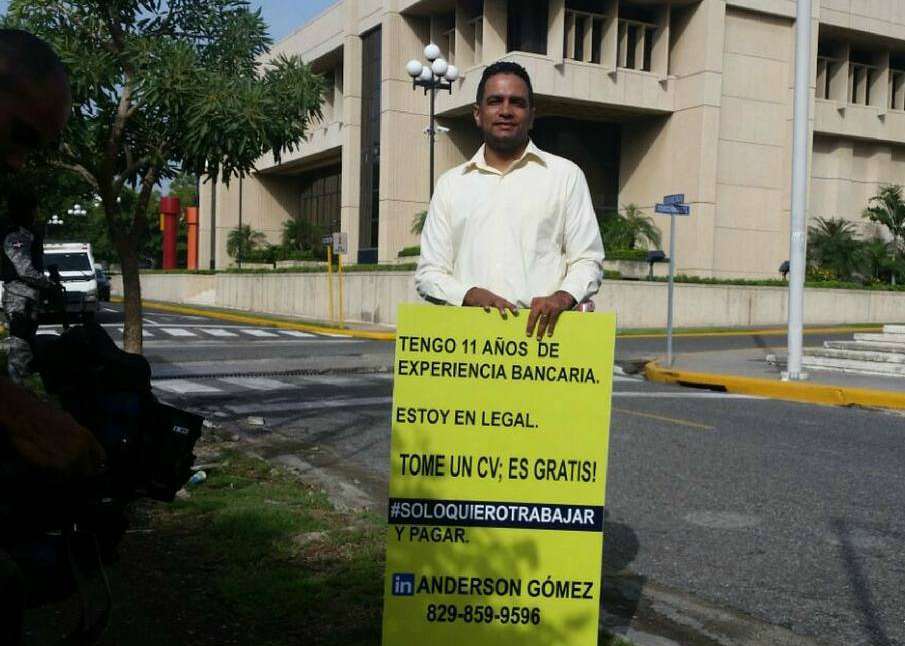 TENGO 11 AÑOS DE
EXPERIENCIA BANCARIA.
ESTOY EN LEGAL.
TOME UN CV; ES GRATIS!
#SOLOQUIEROTRABAJAR
Y PAGAR.
in ANDERSON GÓMEZ
829-859-9596